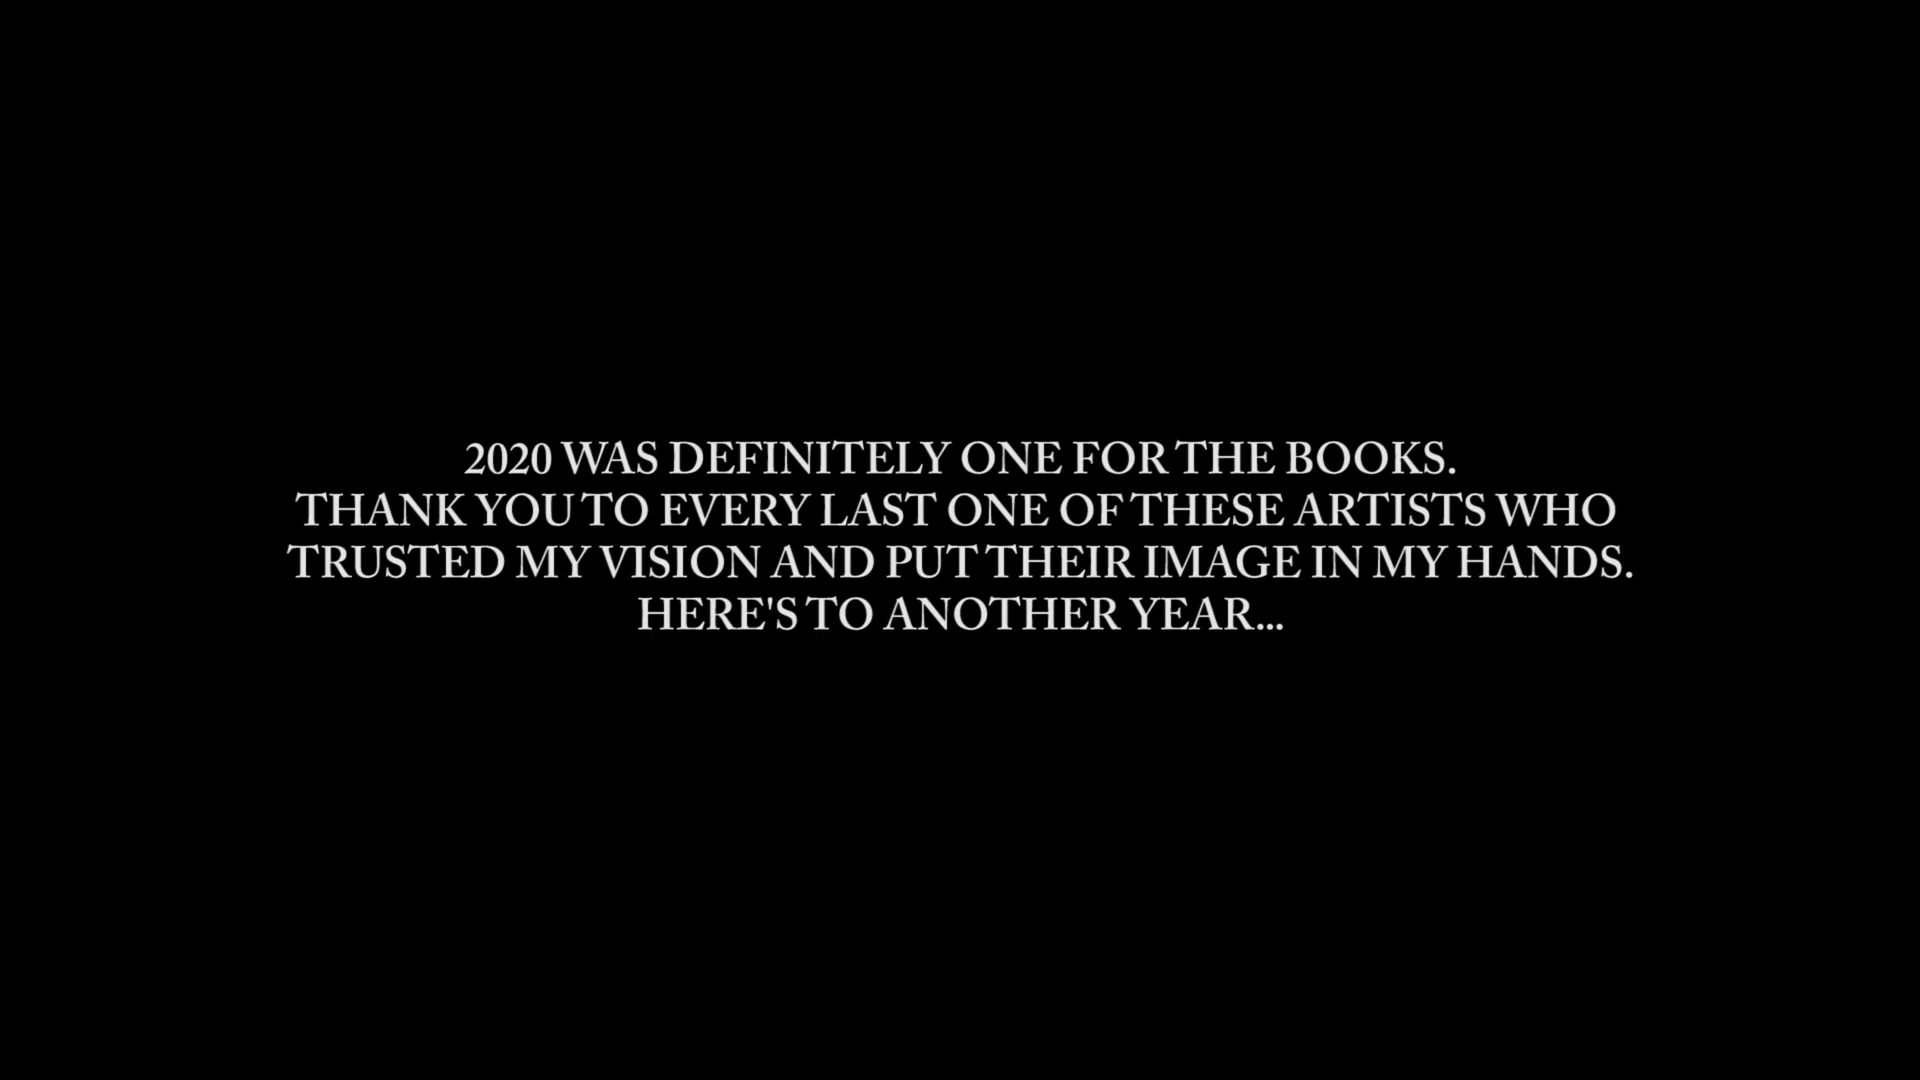 2020 WAS DEFINITELY ONE FOR THE BOOKS.
THANK YOU TO EVERY LAST ONE OF THESE ARTISTS WHO
TRUSTED MY VISION AND PUT THEIR IMAGE IN MY HANDS.
HERE'S TO ANOTHER YEAR...